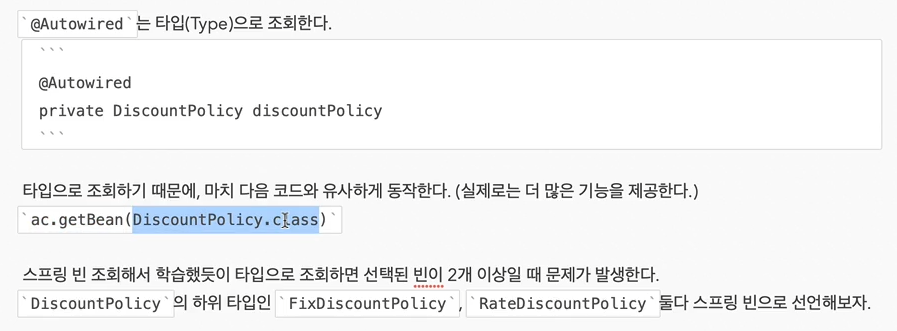 `@Autowired`는 타입(Type)으로 조회한다.
```
@Autowired
private DiscountPolicy discountPolicy
```
타입으로 조회하기 때문에, 마치 다음 코드와 유사하게 동작한다. (실제로는 더 많은 기능을 제공한다.)
`ac.getBean(DiscountPolicy.class)`
스프링 빈 조회해서 학습했듯이 타입으로 조회하면 선택된 빈이 2개 이상일 때 문제가 발생한다.
`DiscountPolicy`의 하위 타입인 `FixDiscountPolicy`, `RateDiscountPolicy`둘다 스프링 빈으로 선언해보자.